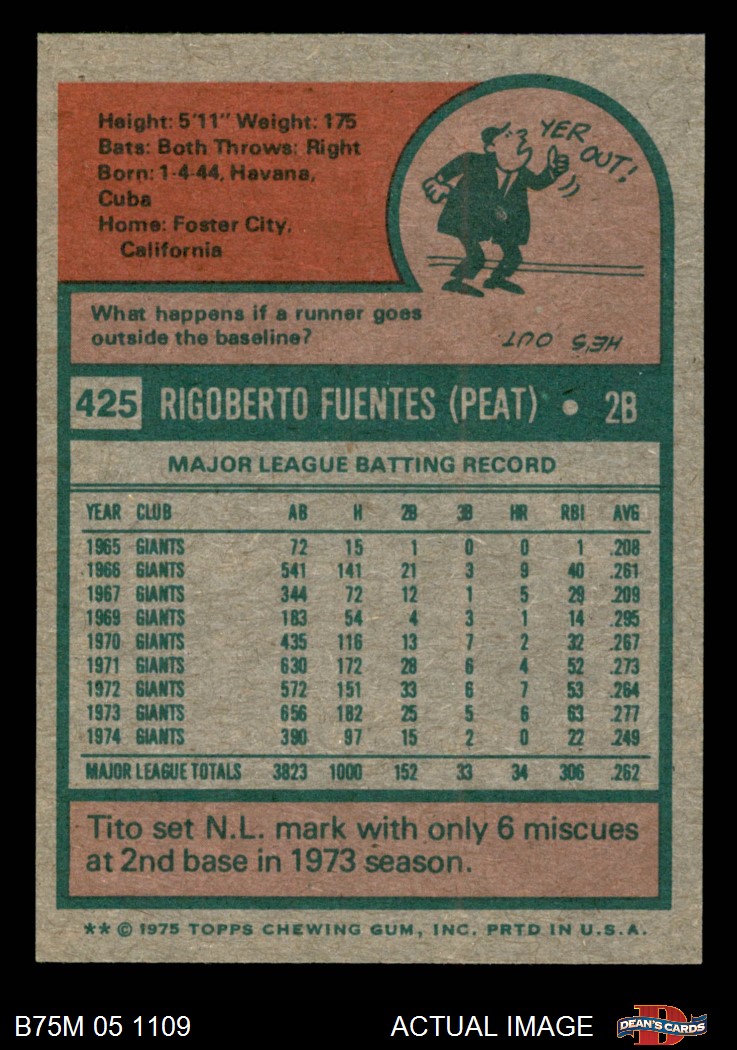 Height: 5'11" Weight: 175
Bats: Both Throws: Right
Born: 1-4-44, Havana,
Cuba
Home: Foster City,
California
YER
OUT!
What happens if a runner goes
outside the baseline?
HE'S OUT
425 RIGOBERTO FUENTES (PEAT) • 2B
MAJOR LEAGUE BATTING RECORD
YEAR CLUB AB H 2B 3B HR RBI AVG
1965 GIANTS 72 15 1 0 0 1 .208
1966 GIANTS 541 141 21 3 9 40 .261
1967 GIANTS 344 72 12 1 5 29 .209
1969 GIANTS 183 54 4 3 1 14 .295
1970 GIANTS 435 116 13 7 2 32 .267
1971 GIANTS 630 172 28 6 4 52 .273
1972 GIANTS 572 151 33 6 7 53 .264
1973 GIANTS 656 182 25 5 6 63 .277
1974 GIANTS 390 97 15 2 0 22 .249
MAJOR LEAGUE TOTALS 3823 1000 152 33 34 306 .262
Tito set N.L. mark with only 6 miscues
at 2nd base in 1973 season.
** © 1975 TOPPS CHEWING GUM, INC. PRTD IN U.S.A.
B75M 05 1109 ACTUAL IMAGE D DEAN'S CARDS